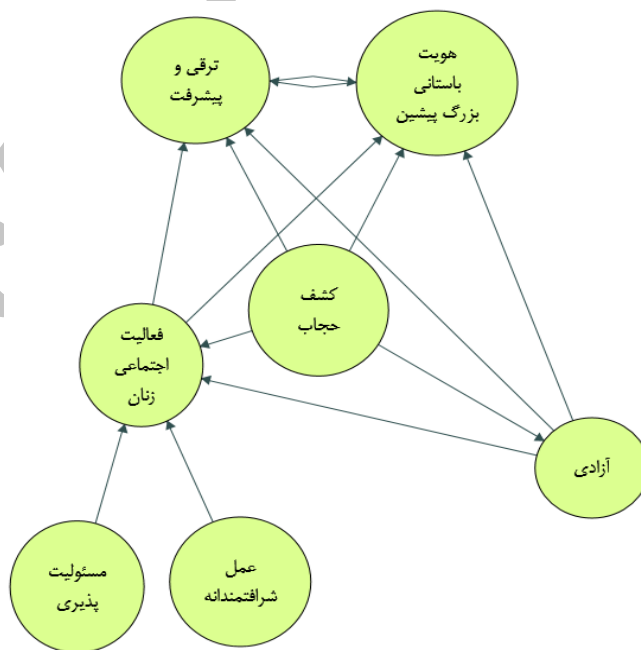 هویت
باستانی
بزرگ پیشین
ترقی و
پیشرفت
کشف
حجاب
فعالیت
اجتماعی
زنان
آزادی
عمل
شرافتمندانه
مسئولیت
پذیری